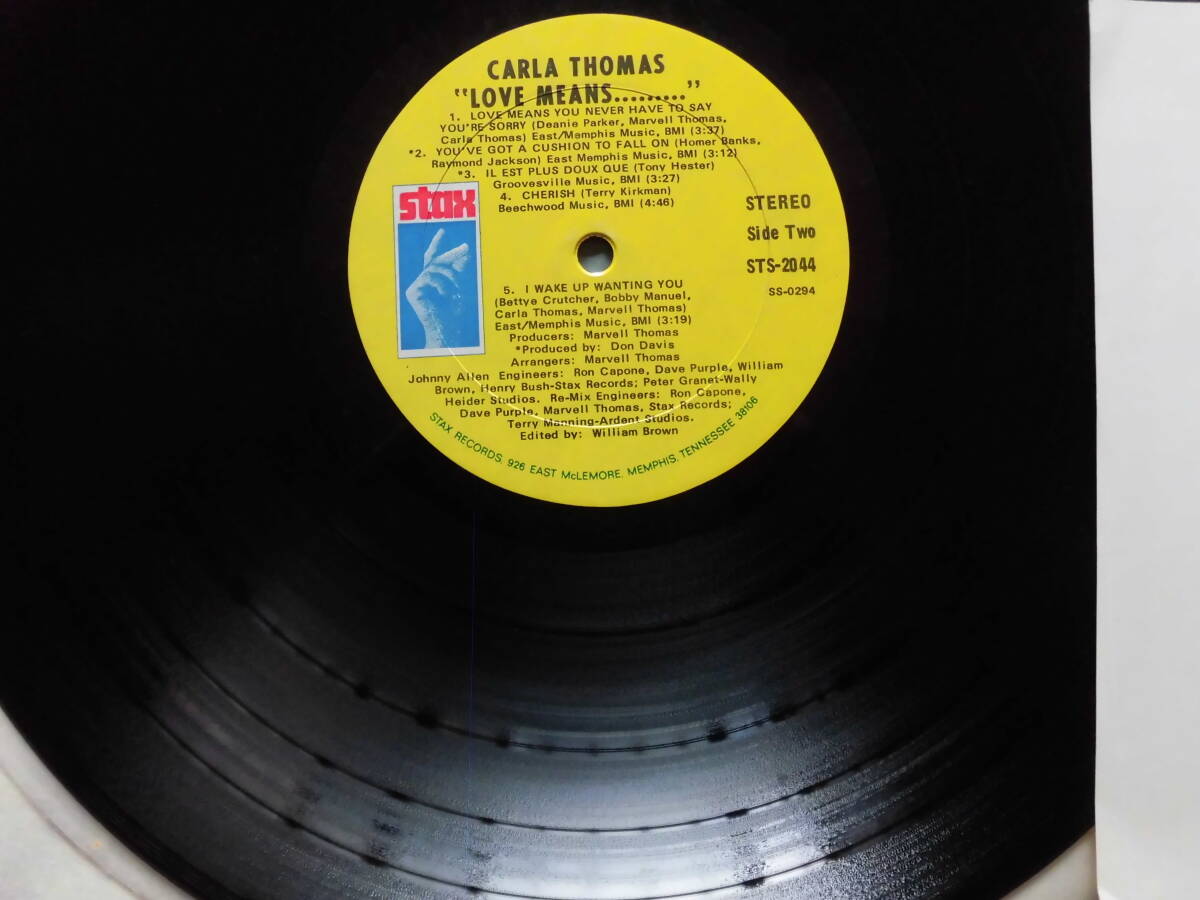 CARLA THOMAS
"LOVE MEANS........."
1. LOVE MEANS YOU NEVER HAVE TO SAY
YOU'RE SORRY (Deanie Parker, Marvell Thomas,
Carla Thomas) East/Memphis Music, BMI (3:37)
*2. YOU'VE GOT A CUSHION TO FALL ON (Homer Banks,
Raymond Jackson) East Memphis Music, BMI (3:12)
*3. IL EST PLUS DOUX QUE (Tony Hester)
Groovesville Music, BMI (3:27)
4. CHERISH (Terry Kirkman)
Beechwood Music, BMI (4:46)
stax
STEREO
Side Two
STS-2044
SS-0294
5. I WAKE UP WANTING YOU
(Bettye Crutcher, Bobby Manuel,
Carla Thomas, Marvell Thomas)
East/Memphis Music, BMI (3:19)
Producers: Marvell Thomas
*Produced by: Don Davis
Arrangers: Marvell Thomas
Johnny Allen Engineers: Ron Capone, Dave Purple, William
Brown, Henry Bush-Stax Records; Peter Granet-Wally
Heider Studios. Re-Mix Engineers: Ron Capone,
Dave Purple, Marvell Thomas, Stax Records;
Terry Manning-Ardent Studios.
Edited by: William Brown
STAX RECORDS, 926 EAST McLEMORE, MEMPHIS, TENNESSEE 38106